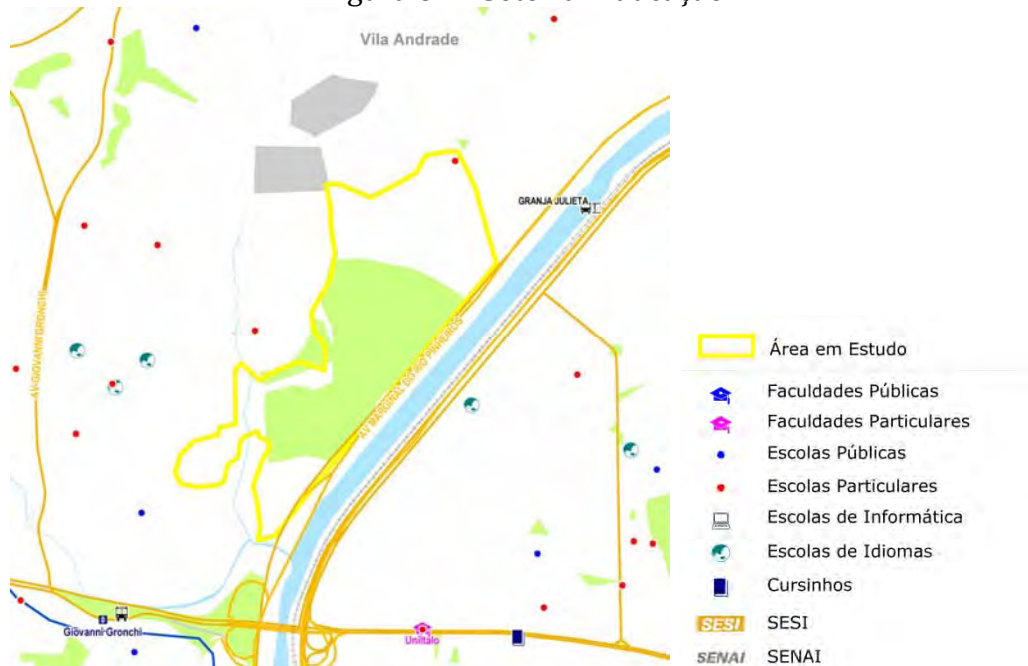 Vila Andrade
GRANJA JULIETA
AV GIOVANNI GRONCHI
AV MARGINAL DO RIO PINHEIROS
Giovanni Gronchi
UniÍtalo
Área em Estudo
Faculdades Públicas
Faculdades Particulares
Escolas Públicas
Escolas Particulares
Escolas de Informática
Escolas de Idiomas
Cursinhos
SESI SESI
SENAI SENAI